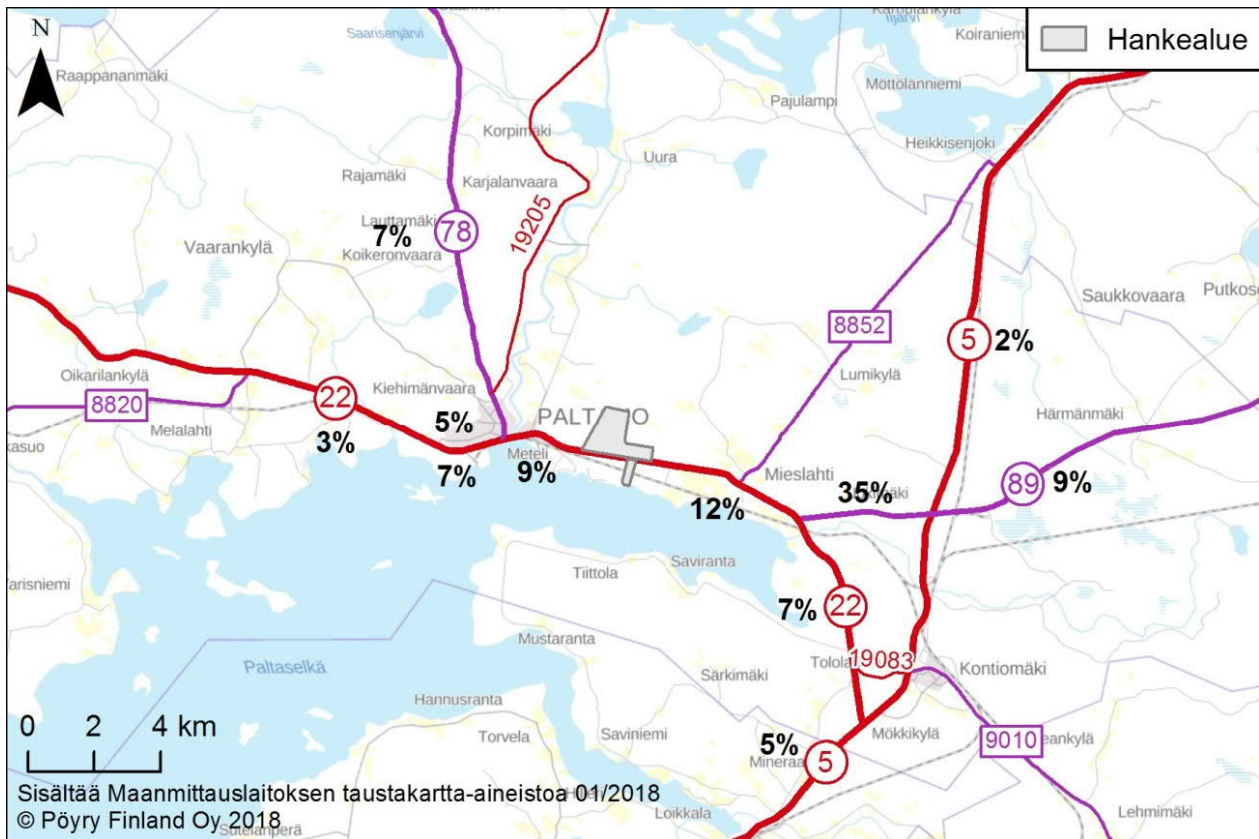 N
Hankealue
Saarisenjärvi
Iljärvi
Koiraniemi
Raappananmäki
Möttölänniemi
Pajulampi
Korpimäki
Heikkisenjoki
Uura
Rajamäki
Karjalanvaara
Lauttamäki
78
7%
19205
Koikeronvaara
Vaarankylä
Saukkovaara
8852
5
2%
Oikarilankylä
Kiehimänvaara
Lumikylä
22
8820
3%
5%
PALT
O
Härmänmäki
Melalahti
Meteli
7%
9%
Mieslahti
35%
89
9%
12%
Saviranta
Tiittola
22
7%
Mustaranta
Särkimäki
19083
Kontiomäki
Paltaselkä
Hannusranta
0 2 4 km
Torvela
Saviniemi
Mökkikylä
9010
5%
5
Sisältää Maanmittauslaitoksen taustakartta-aineistoa 01/2018
© Pöyry Finland Oy 2018
Loikkala
Lehmimäki